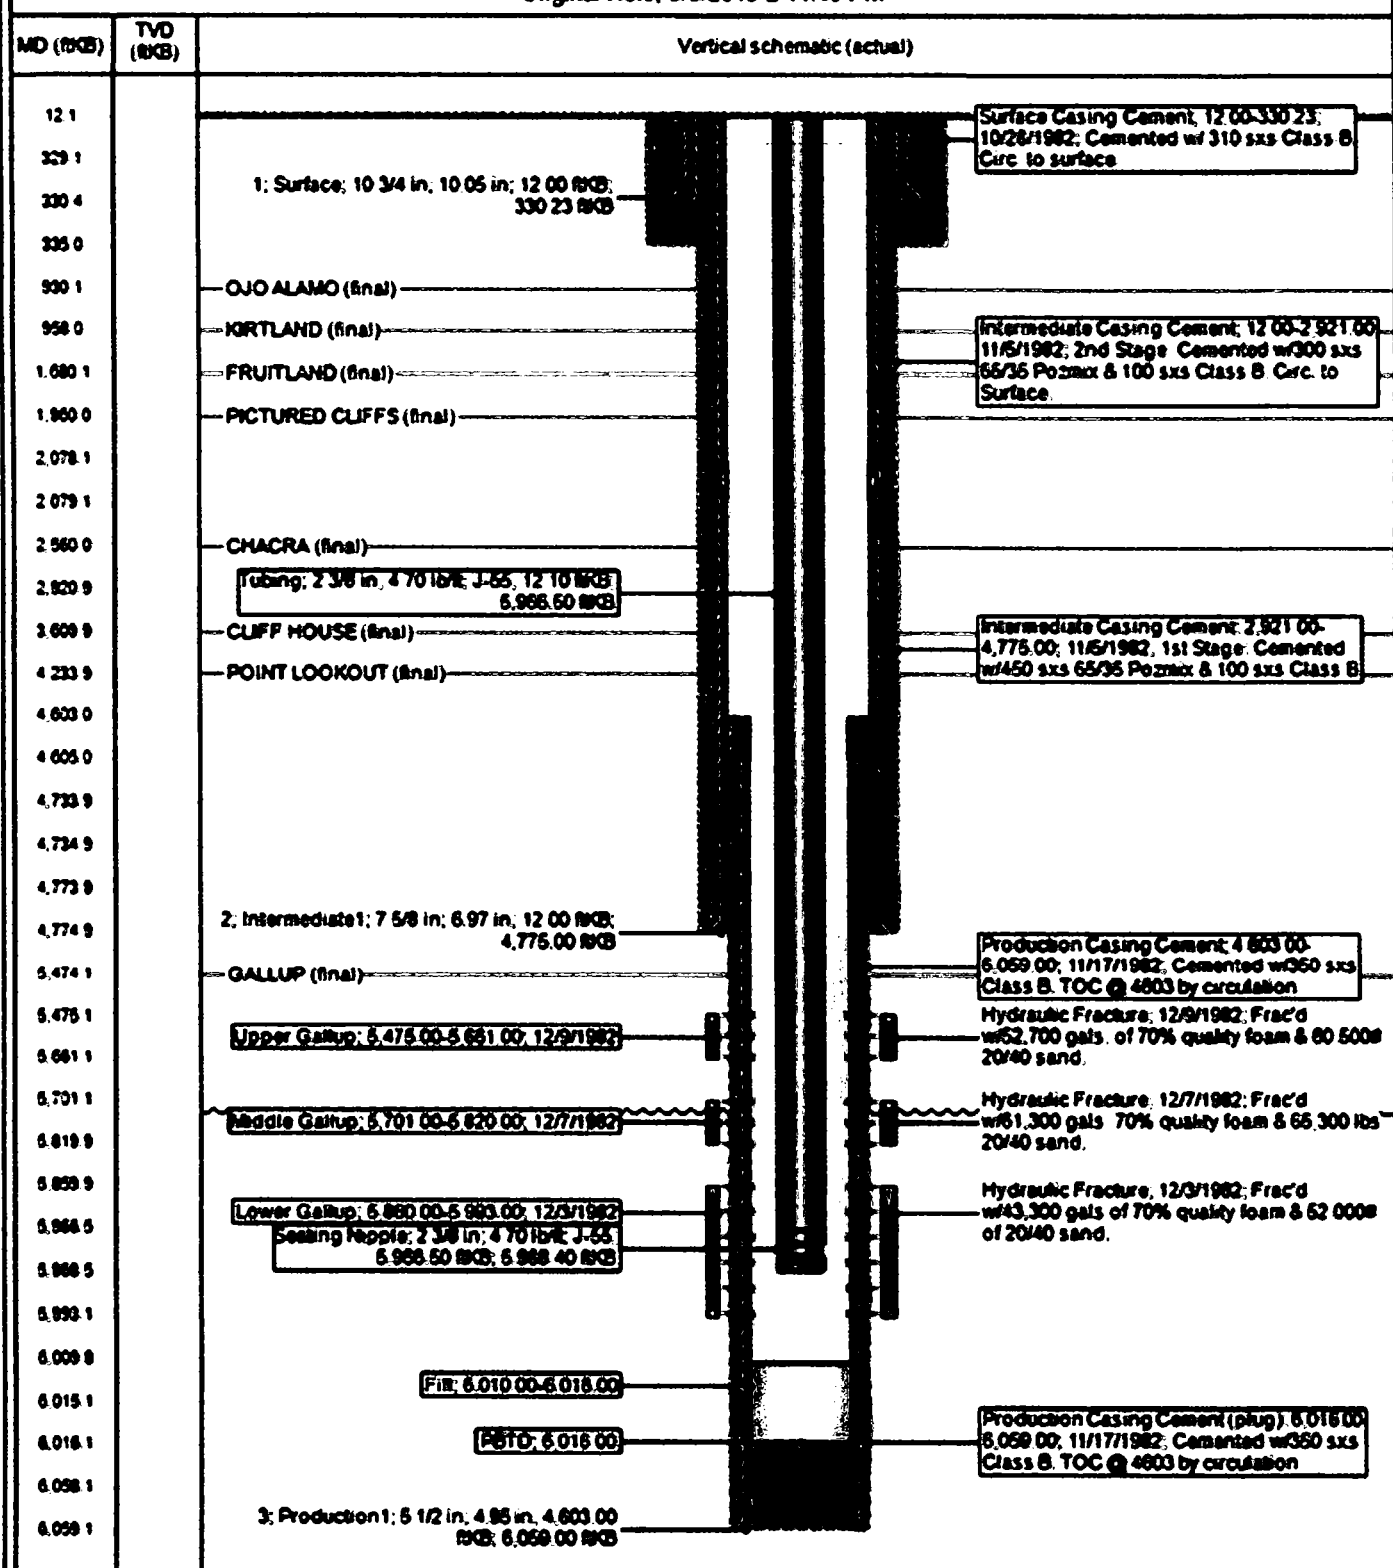 MD (ftKB)
TVD
(ftKB)
Vertical schematic (actual)
12.1
329.1
330.4
335.0
930.1
958.0
1,680.1
1,960.0
2,078.1
2,079.1
2,560.0
2,920.9
3,609.9
4,233.9
4,603.0
4,605.0
4,733.9
4,734.9
4,773.9
4,774.9
5,474.1
5,475.1
5,661.1
5,701.1
5,819.9
5,859.9
5,966.5
5,993.1
6,009.8
6,015.1
6,016.1
6,058.1
6,059.1
1; Surface; 10 3/4 in; 10.05 in; 12.00 ftKB;
330.23 ftKB
OJO ALAMO (final)
KIRTLAND (final)
FRUITLAND (final)
PICTURED CLIFFS (final)
CHACRA (final)
Tubing; 2 3/8 in; 4.70 lb/ft; J-55; 12.10 ftKB;
5,966.50 ftKB
CLIFF HOUSE (final)
POINT LOOKOUT (final)
2; Intermediate1; 7 5/8 in; 6.97 in; 12.00 ftKB;
4,775.00 ftKB
GALLUP (final)
Upper Gallup; 5,475.00-5,661.00; 12/9/1982
Middle Gallup; 5,701.00-5,820.00; 12/7/1982
Lower Gallup; 5,860.00-5,993.00; 12/3/1982
Seating Nipple; 2 3/8 in; 4.70 lb/ft; J-55;
ftKB; ftKB
Fill; 6,010.00-6,016.00
PBTD; 6,016.00
3; Production1; 5 1/2 in; 4.95 in; 4,603.00
ftKB; 6,059.00 ftKB
Surface Casing Cement; 12.00-330.23;
10/26/1982; Cemented w/ 310 sxs Class B.
Circ. to surface
Intermediate Casing Cement; 12.00-2,921.00;
11/5/1982; 2nd Stage. Cemented w/300 sxs
65/35 Pozmix & 100 sxs Class B. Circ. to
Surface.
Intermediate Casing Cement; 2,921.00-
4,775.00; 11/5/1982; 1st Stage. Cemented
w/450 sxs 65/35 Pozmix & 100 sxs Class B
Production Casing Cement; 4,603.00-
6,059.00; 11/17/1982; Cemented w/350 sxs
Class B. TOC @ 4603 by circulation
Hydraulic Fracture; 12/9/1982; Frac'd
w/52,700 gals. of 70% quality foam & 60,500#
20/40 sand.
Hydraulic Fracture; 12/7/1982; Frac'd
w/61,300 gals 70% quality foam & 65,300 lbs
20/40 sand.
Hydraulic Fracture; 12/3/1982; Frac'd
w/43,300 gals of 70% quality foam & 52,000#
of 20/40 sand.
Production Casing Cement (plug); 6,016.00-
6,059.00; 11/17/1982; Cemented w/350 sxs
Class B. TOC @ 4603 by circulation